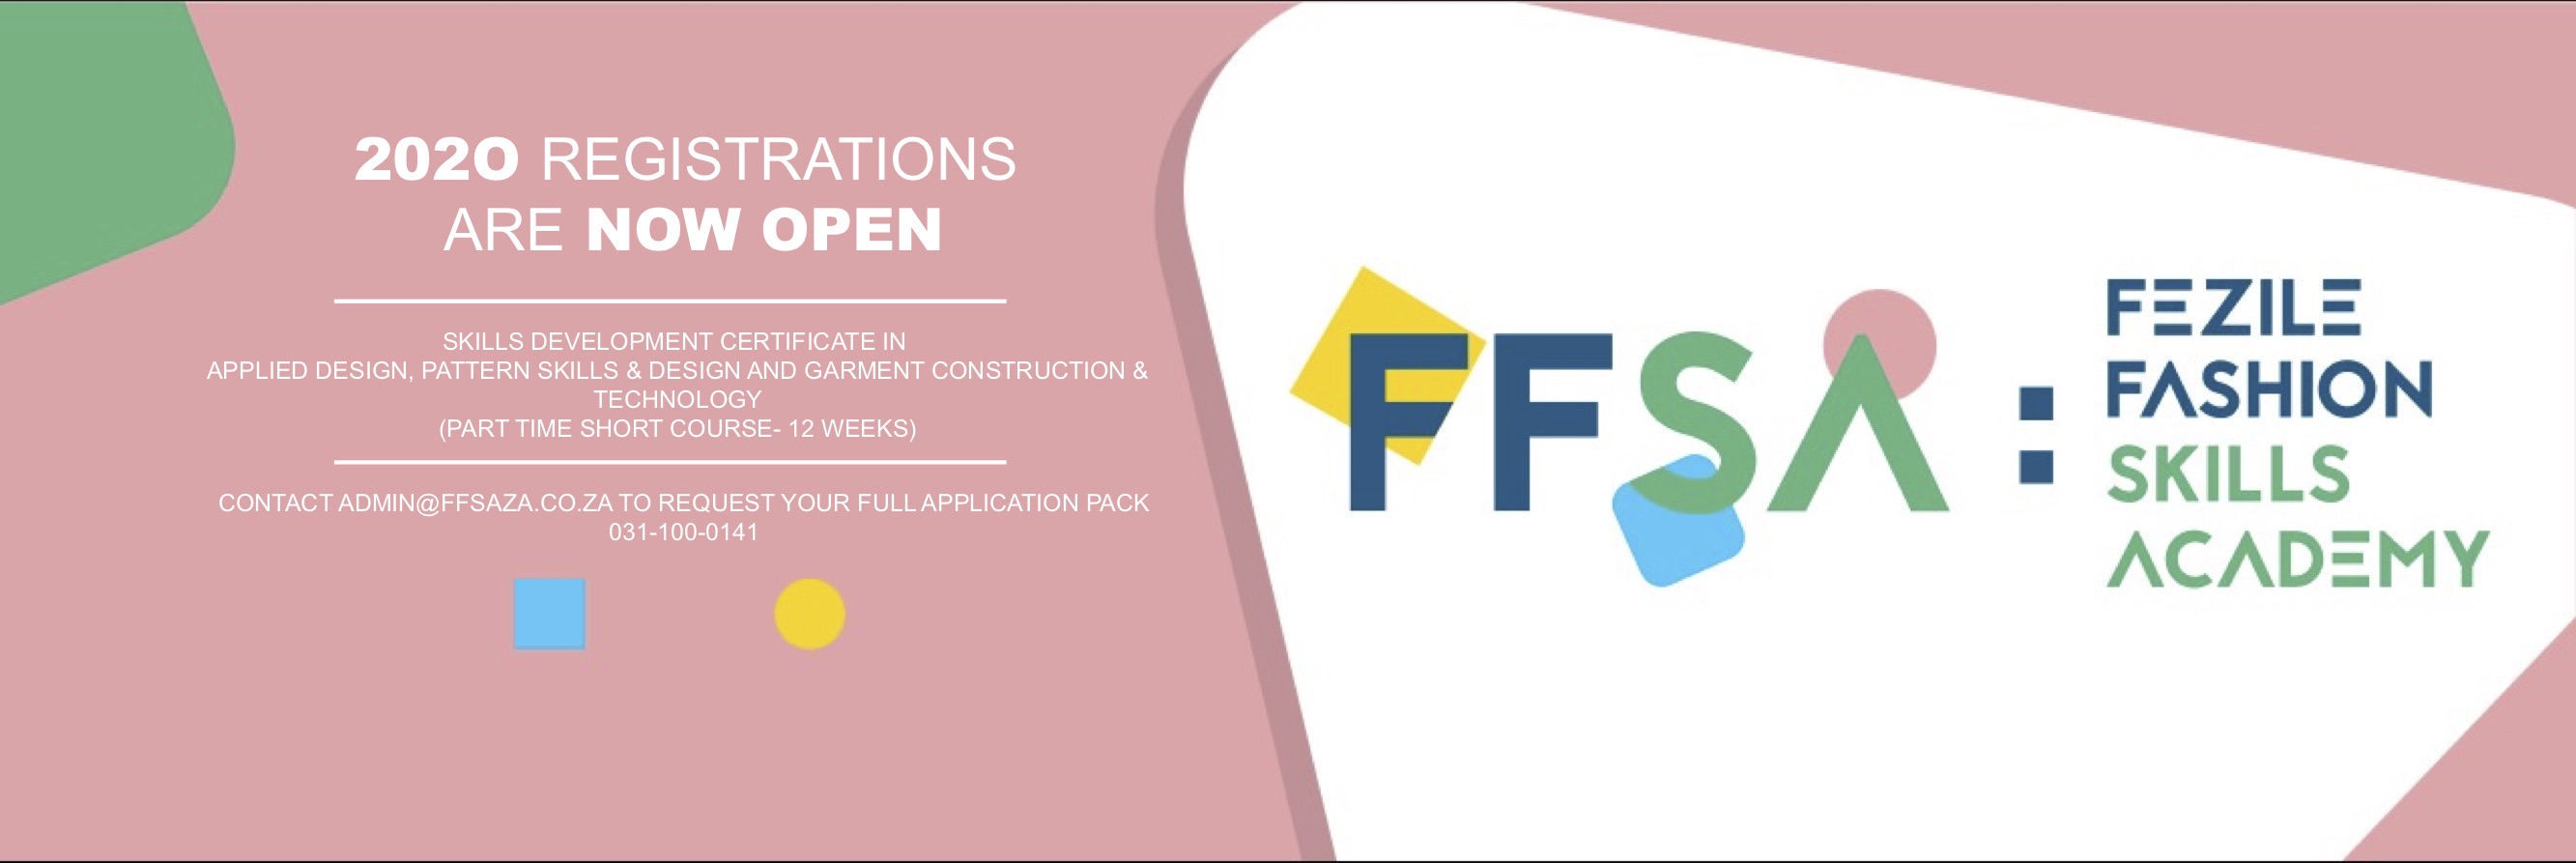 202O REGISTRATIONS
ARE NOW OPEN
SKILLS DEVELOPMENT CERTIFICATE IN
APPLIED DESIGN, PATTERN SKILLS & DESIGN AND GARMENT CONSTRUCTION &
TECHNOLOGY
(PART TIME SHORT COURSE- 12 WEEKS)
CONTACT ADMIN@FFSAZA.CO.ZA TO REQUEST YOUR FULL APPLICATION PACK
031-100-0141
FFSA :
FEZILE
FASHION
SKILLS
ACADEMY